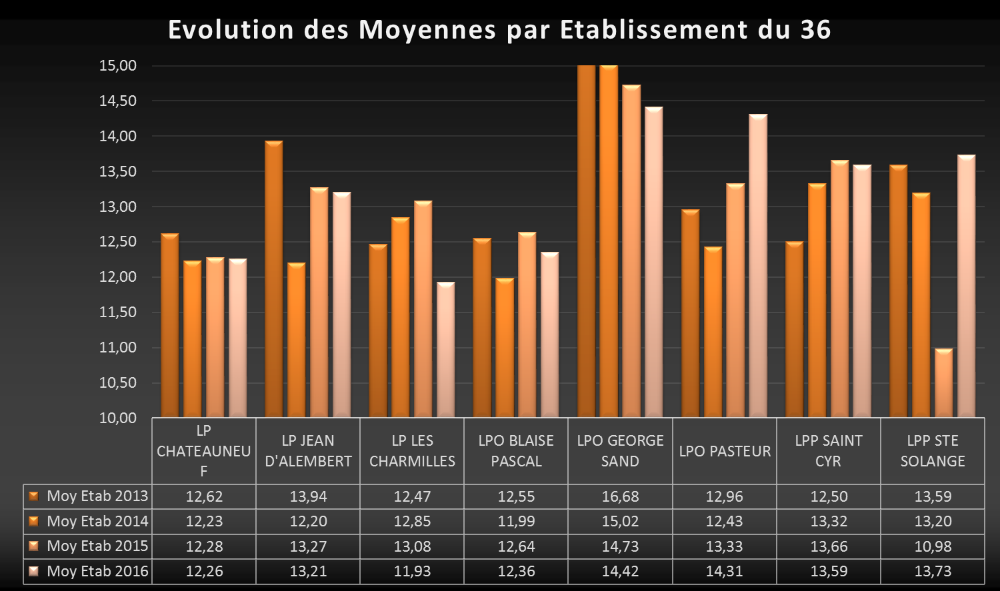 Evolution des Moyennes par Etablissement du 36
15,00
14,50
14,00
13,50
13,00
12,50
12,00
11,50
11,00
10,50
10,00
LP
CHATEAUNEU
F
LP JEAN
D'ALEMBERT
LP LES
CHARMILLES
LPO BLAISE
PASCAL
LPO GEORGE
SAND
LPO PASTEUR
LPP SAINT
CYR
LPP STE
SOLANGE
Moy Etab 2013 12,62 13,94 12,47 12,55 16,68 12,96 12,50 13,59
Moy Etab 2014 12,23 12,20 12,85 11,99 15,02 12,43 13,32 13,20
Moy Etab 2015 12,28 13,27 13,08 12,64 14,73 13,33 13,66 10,98
Moy Etab 2016 12,26 13,21 11,93 12,36 14,42 14,31 13,59 13,73